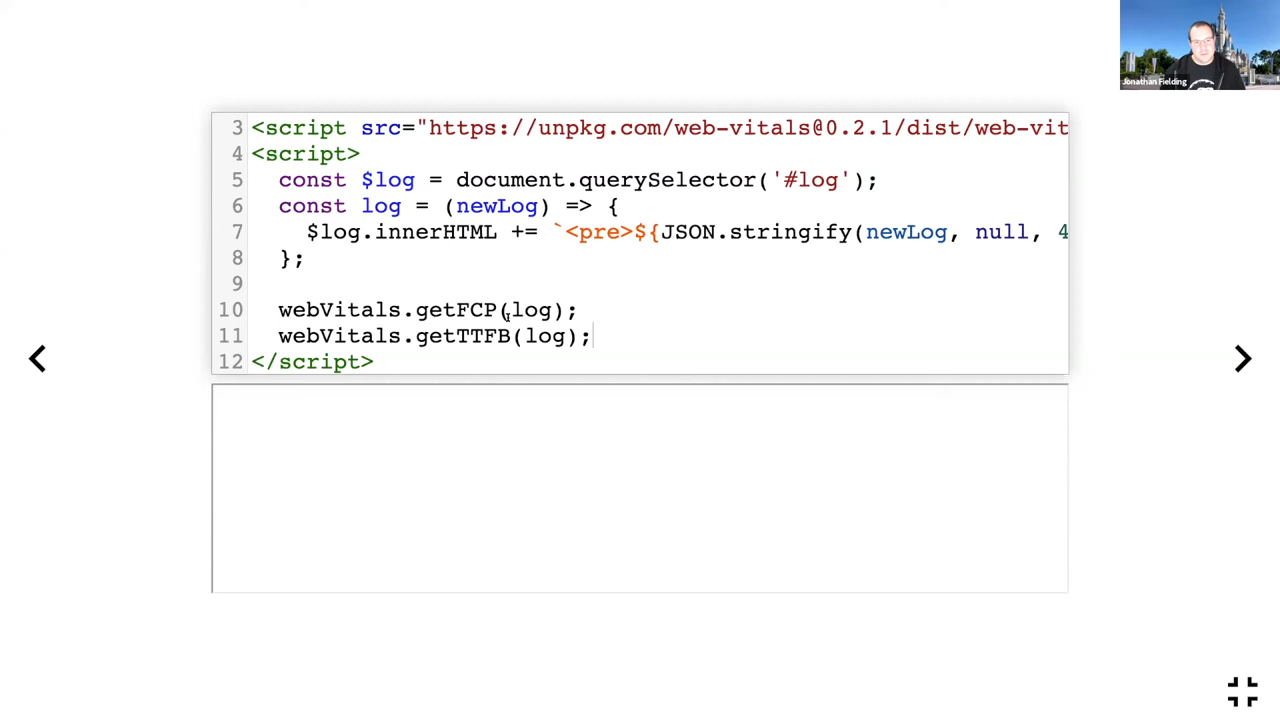 Jonathan Fielding
3 <script src="https://unpkg.com/web-vitals@0.2.1/dist/web-vit
4 <script>
5 const $log = document.querySelector('#log');
6 const log = (newLog) => {
7 $log.innerHTML += `<pre>${JSON.stringify(newLog, null, 4
8 };
9
10 webVitals.getFCP(log);
11 webVitals.getTTFB(log);
12 </script>